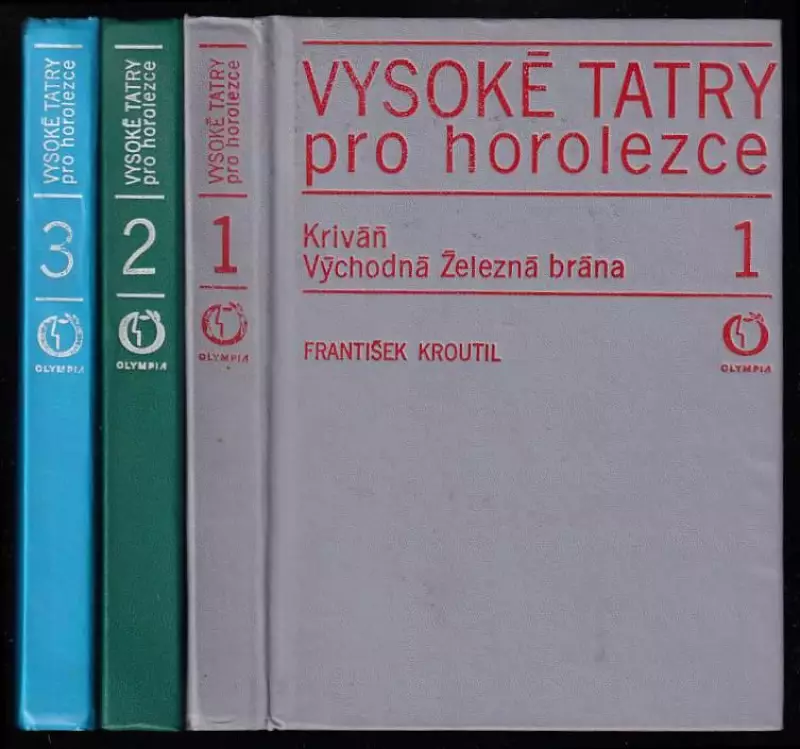 VYSOKÉ TATRY
pro horolezce
3
OLYMPIA
VYSOKÉ TATRY
pro horolezce
2
OLYMPIA
VYSOKÉ TATRY
pro horolezce
1
OLYMPIA
VYSOKÉ TATRY
pro horolezce
Kriváň
Východná Železná brána
1
FRANTIŠEK KROUTIL
OLYMPIA